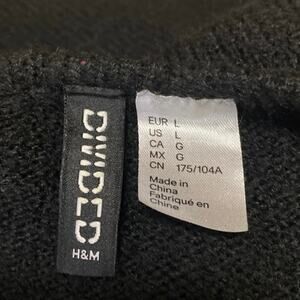 DIVIDED
H&M
EUR L
US L
CA G
MX G
CN 175/104A
Made in
China
Fabriqué en
Chine